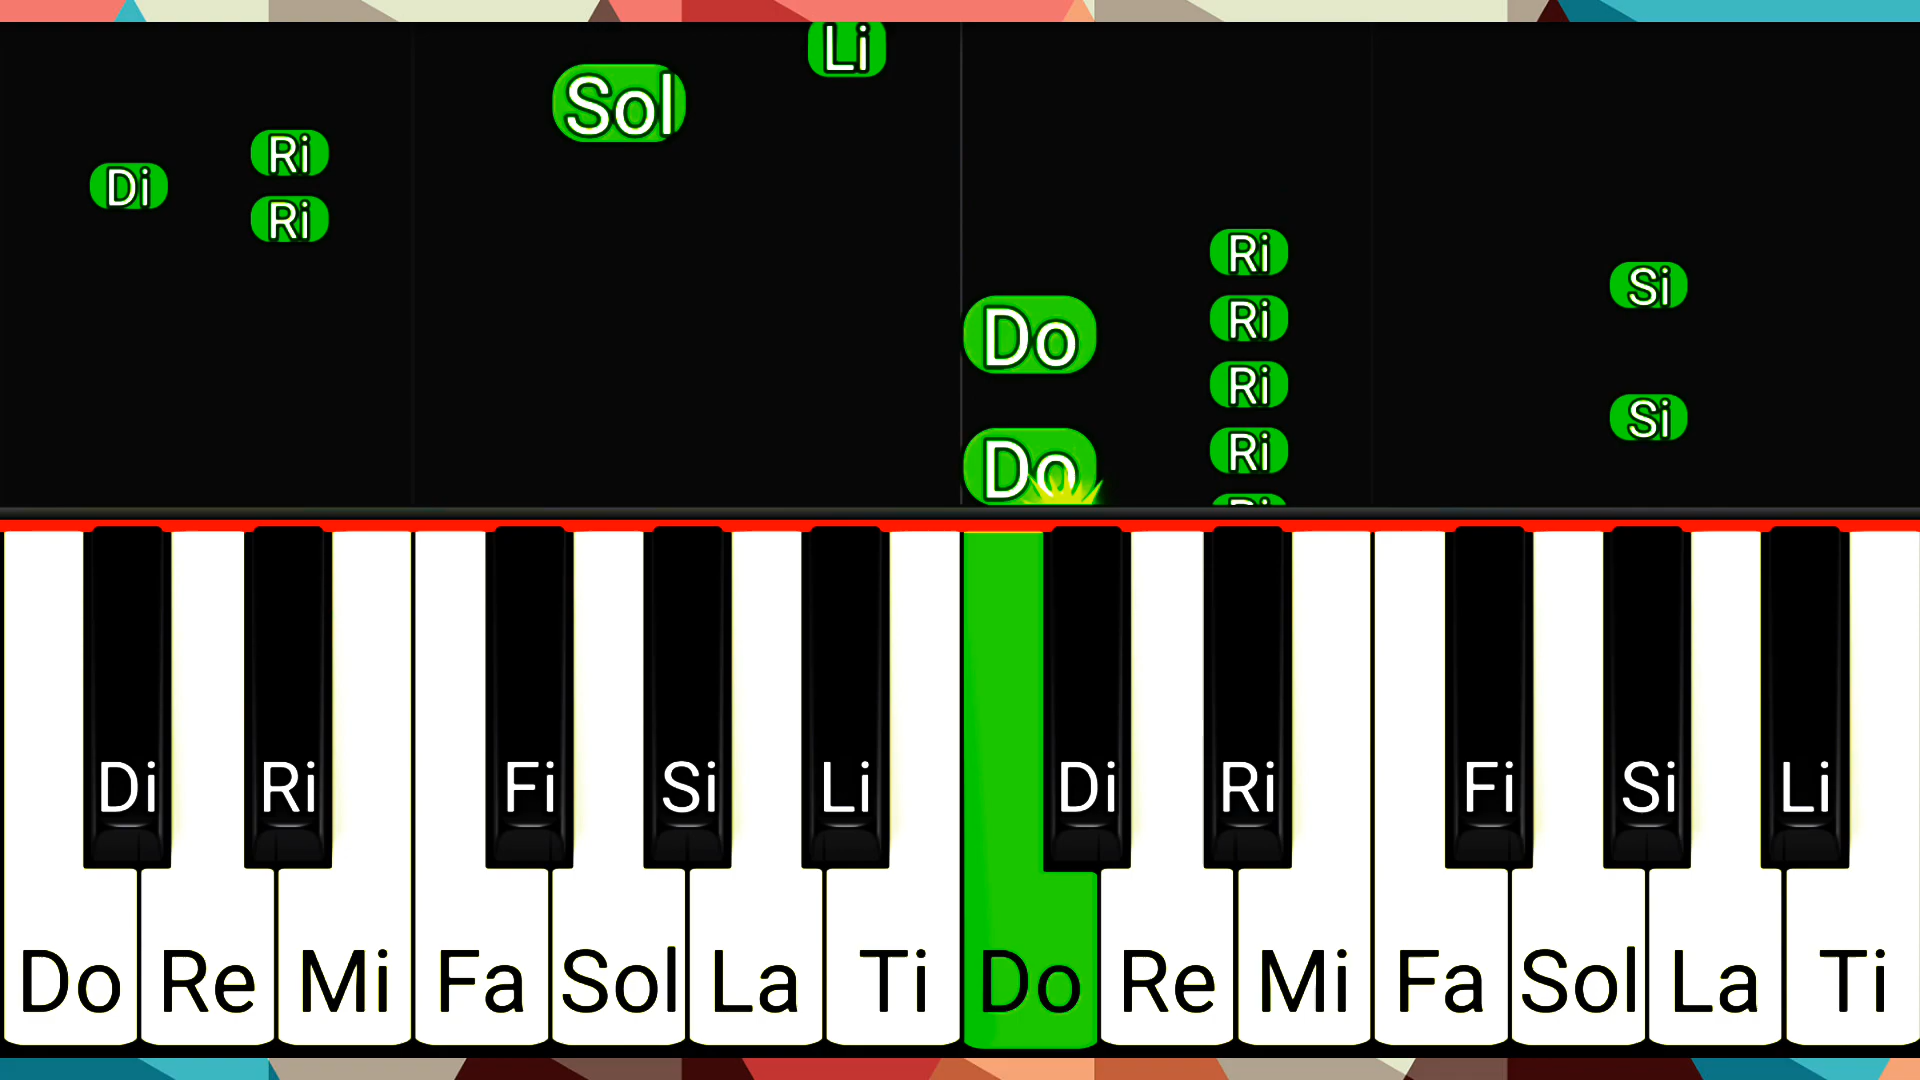 Li
Sol
Ri
Di
Ri
Ri
Si
Do
Ri
Ri
Si
Ri
Do
Ri
Di Ri Fi Si Li Di Ri Fi Si Li
Do Re Mi Fa Sol La Ti Do Re Mi Fa Sol La Ti